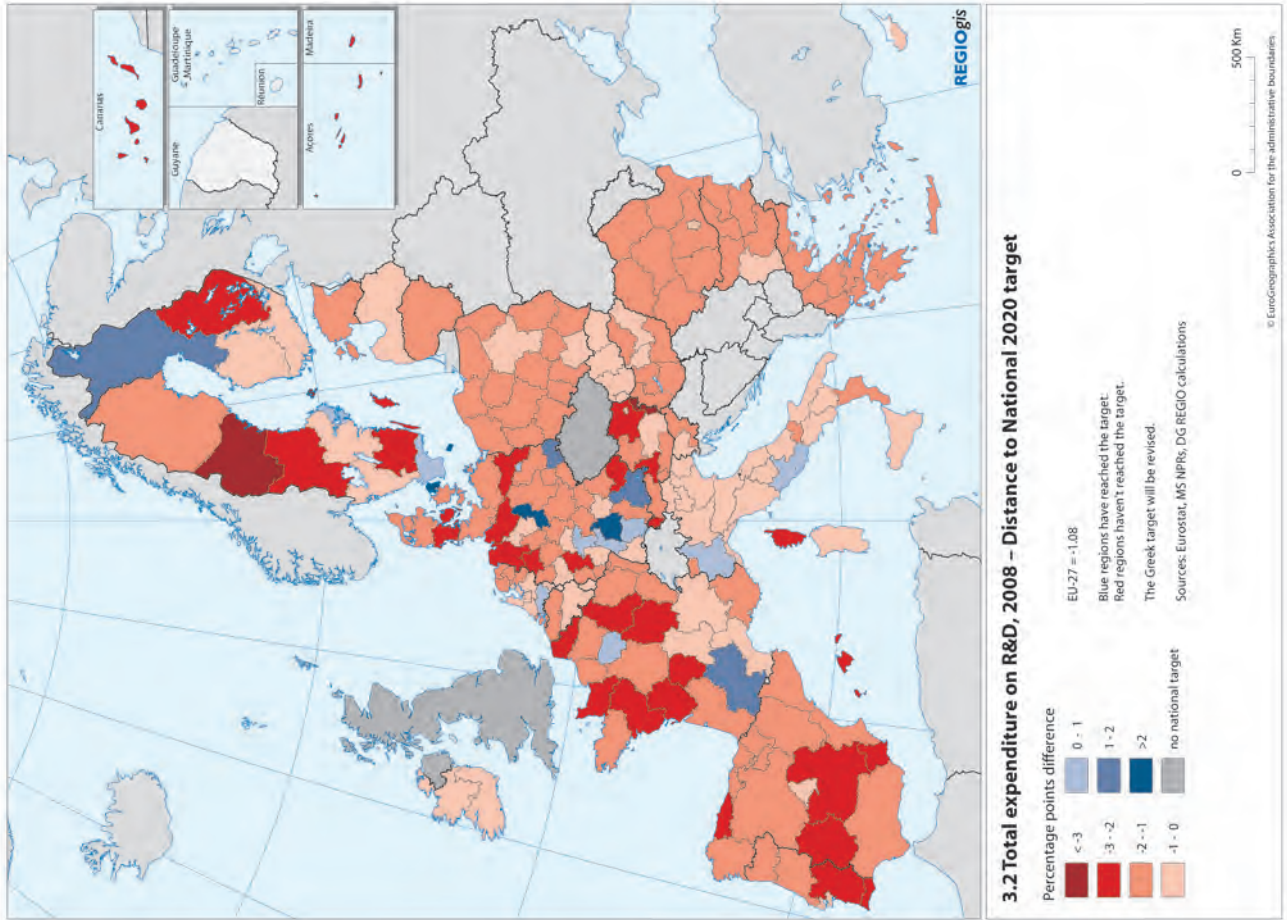 Canarias
Guyane
Guadeloupe
Martinique
Réunion
Açores
Madeira
REGIOgis
3.2 Total expenditure on R&D, 2008 – Distance to National 2020 target
Percentage points difference
< -3
-3 - -2
-2 - -1
-1 - 0
0 - 1
1 - 2
>2
no national target
EU-27 = -1.08
Blue regions have reached the target.
Red regions haven't reached the target.
The Greek target will be revised.
Sources: Eurostat, MS NPRs, DG REGIO calculations
0
500 Km
© EuroGeographics Association for the administrative boundaries